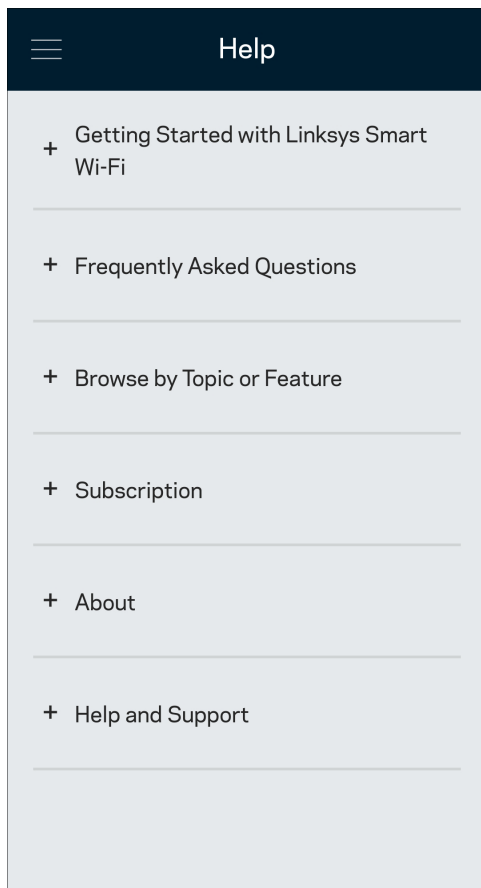 Help
+ Getting Started with Linksys Smart
Wi-Fi
+ Frequently Asked Questions
+ Browse by Topic or Feature
+ Subscription
+ About
+ Help and Support